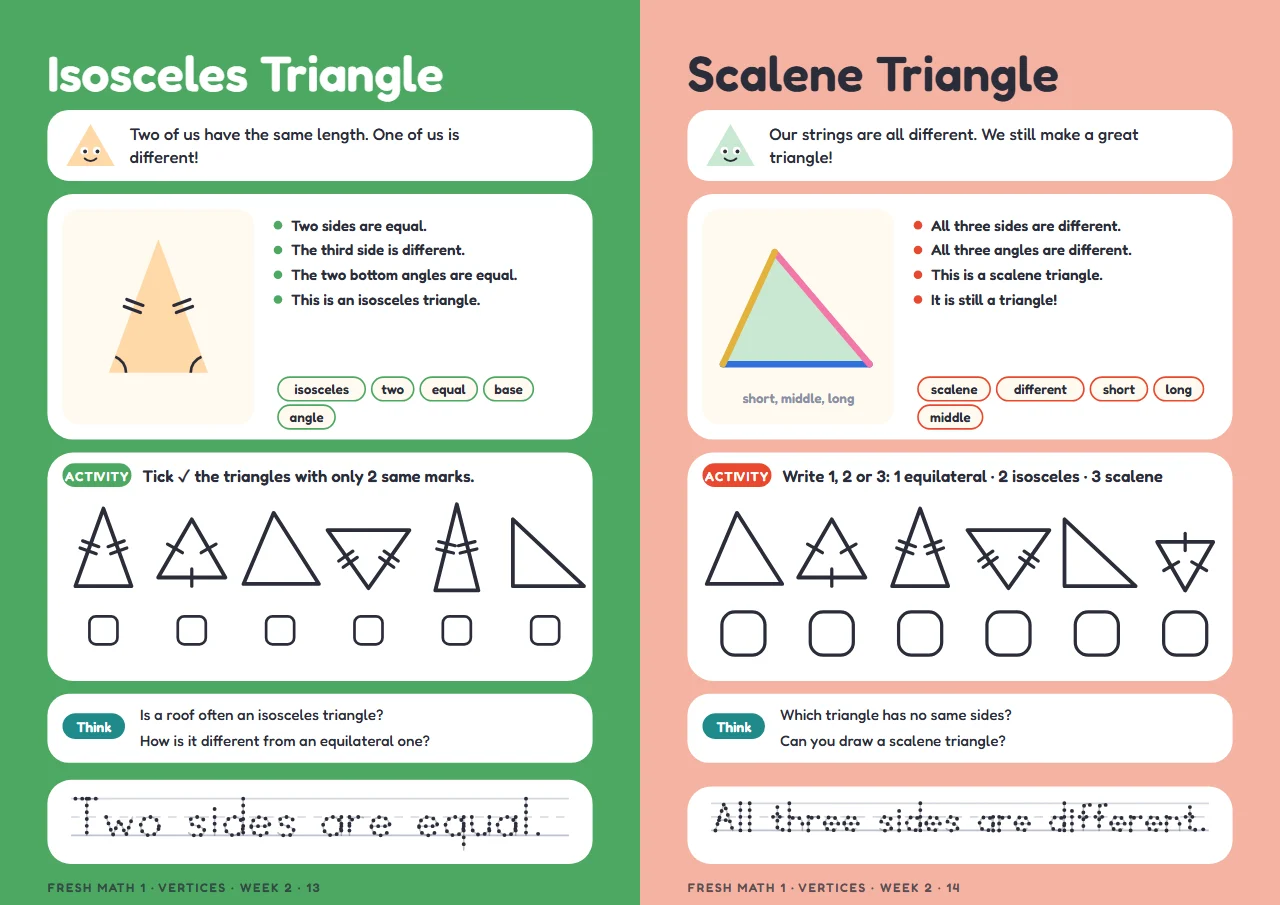 Isosceles Triangle
Two of us have the same length. One of us is
different!
Two sides are equal.
The third side is different.
The two bottom angles are equal.
This is an isosceles triangle.
isosceles two equal base
angle
ACTIVITY Tick ✓ the triangles with only 2 same marks.
Think
Is a roof often an isosceles triangle?
How is it different from an equilateral one?
Two sides are equal.
FRESH MATH 1 · VERTICES · WEEK 2 · 13
Scalene Triangle
Our strings are all different. We still make a great
triangle!
All three sides are different.
All three angles are different.
This is a scalene triangle.
It is still a triangle!
short, middle, long
scalene different short long
middle
ACTIVITY Write 1, 2 or 3: 1 equilateral · 2 isosceles · 3 scalene
Think
Which triangle has no same sides?
Can you draw a scalene triangle?
All three sides are different.
FRESH MATH 1 · VERTICES · WEEK 2 · 14